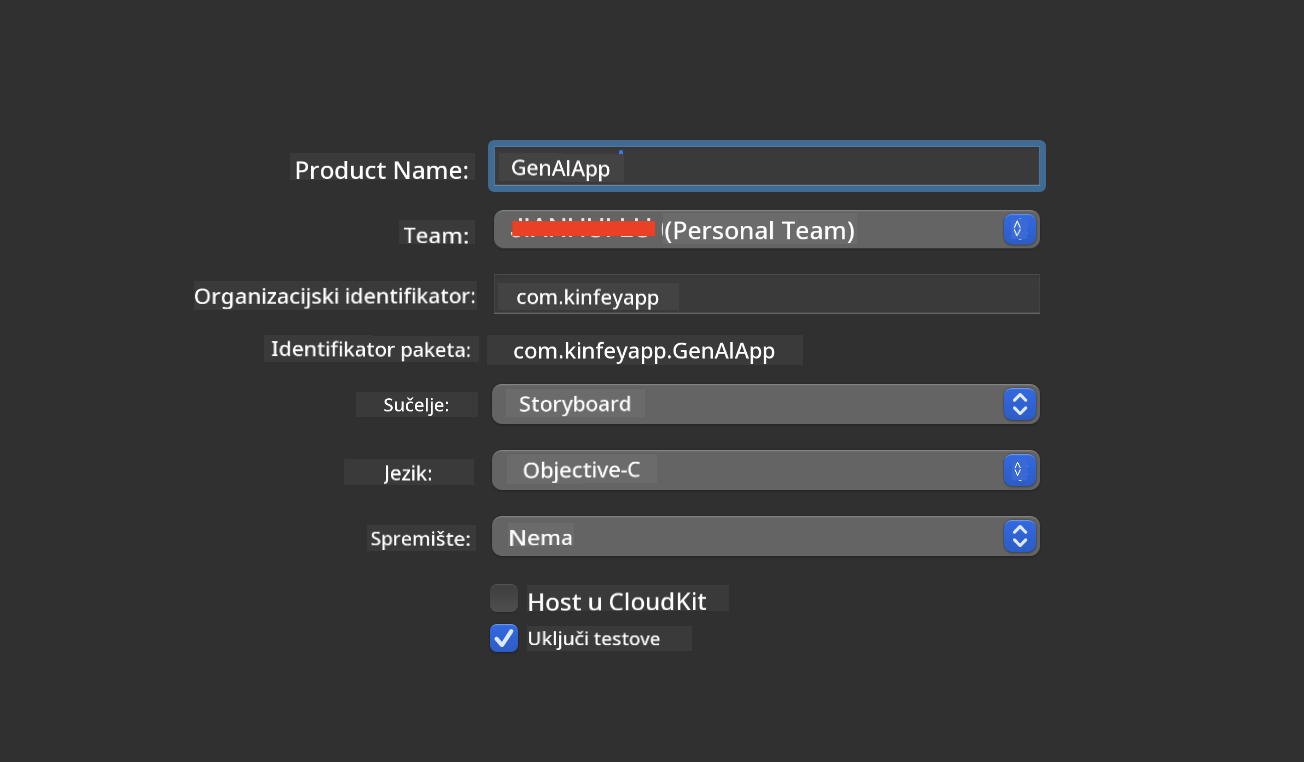 Product Name: GenAIApp
Team: (Personal Team)
Organizacijski identifikator: com.kinfeyapp
Identifikator paketa: com.kinfeyapp.GenAIApp
Sučelje: Storyboard
Jezik: Objective-C
Spremište: Nema
Host u CloudKit
Uključi testove